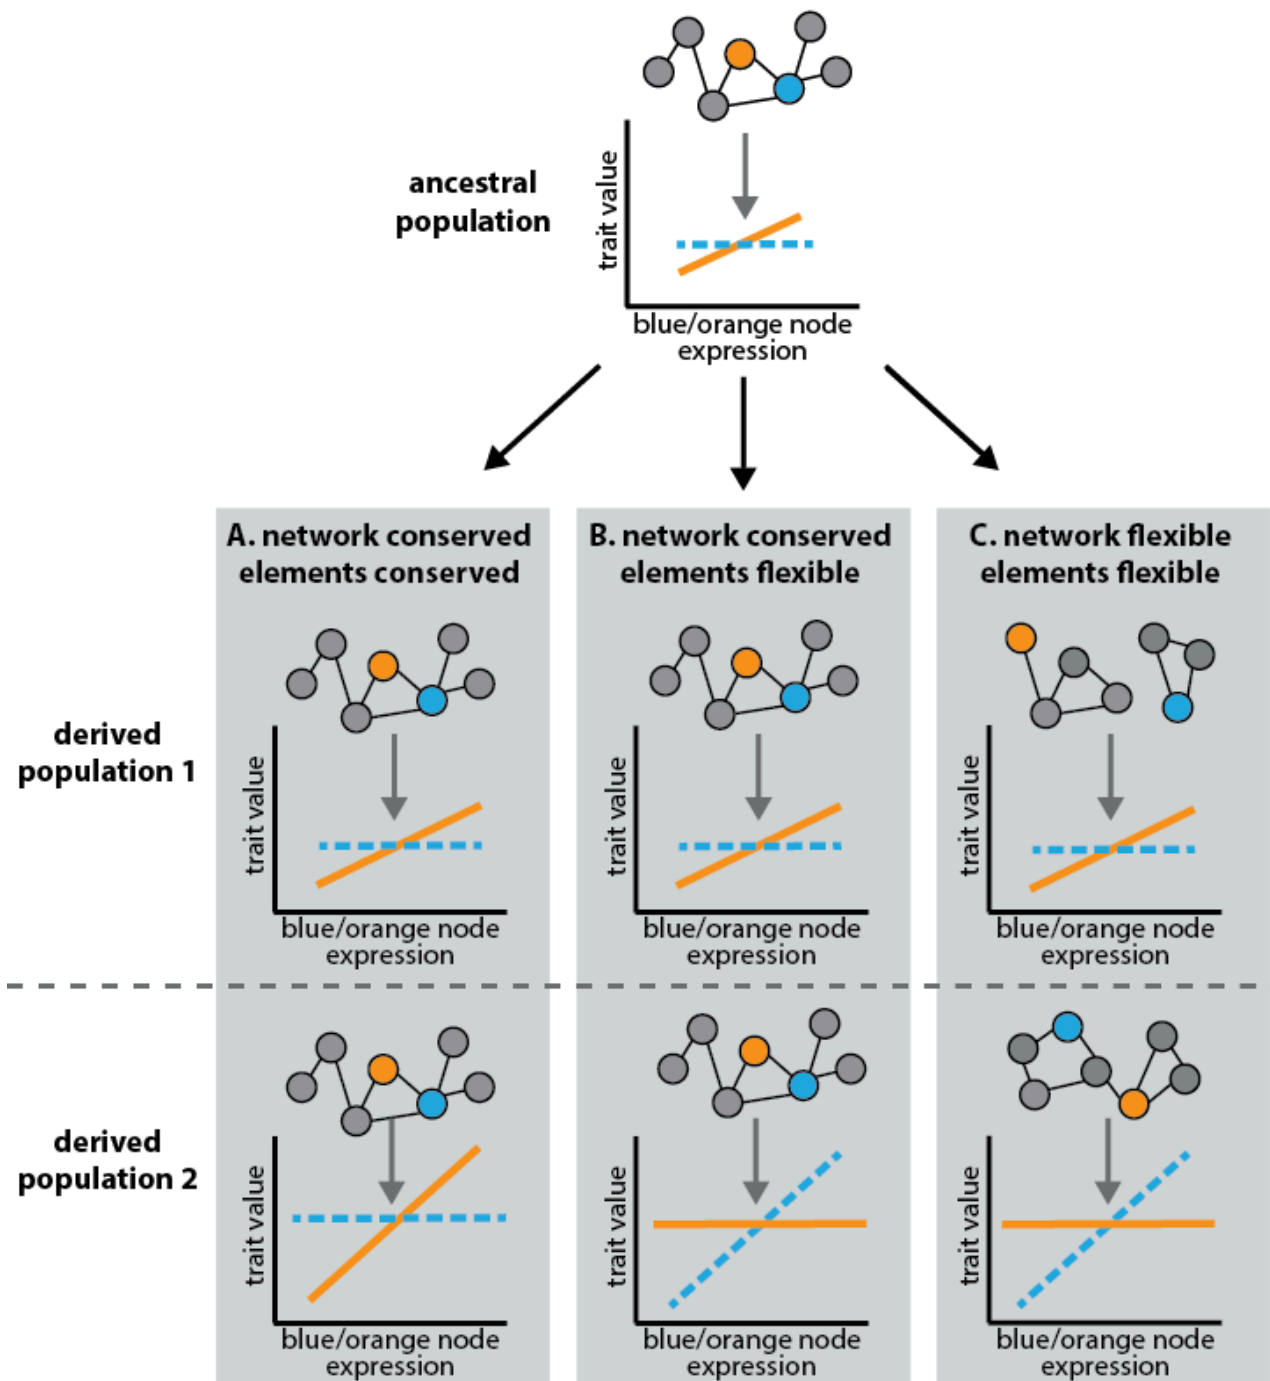 ancestral
population
trait value
blue/orange node
expression
A. network conserved
elements conserved
B. network conserved
elements flexible
C. network flexible
elements flexible
derived
population 1
trait value
blue/orange node
expression
trait value
blue/orange node
expression
trait value
blue/orange node
expression
derived
population 2
trait value
blue/orange node
expression
trait value
blue/orange node
expression
trait value
blue/orange node
expression